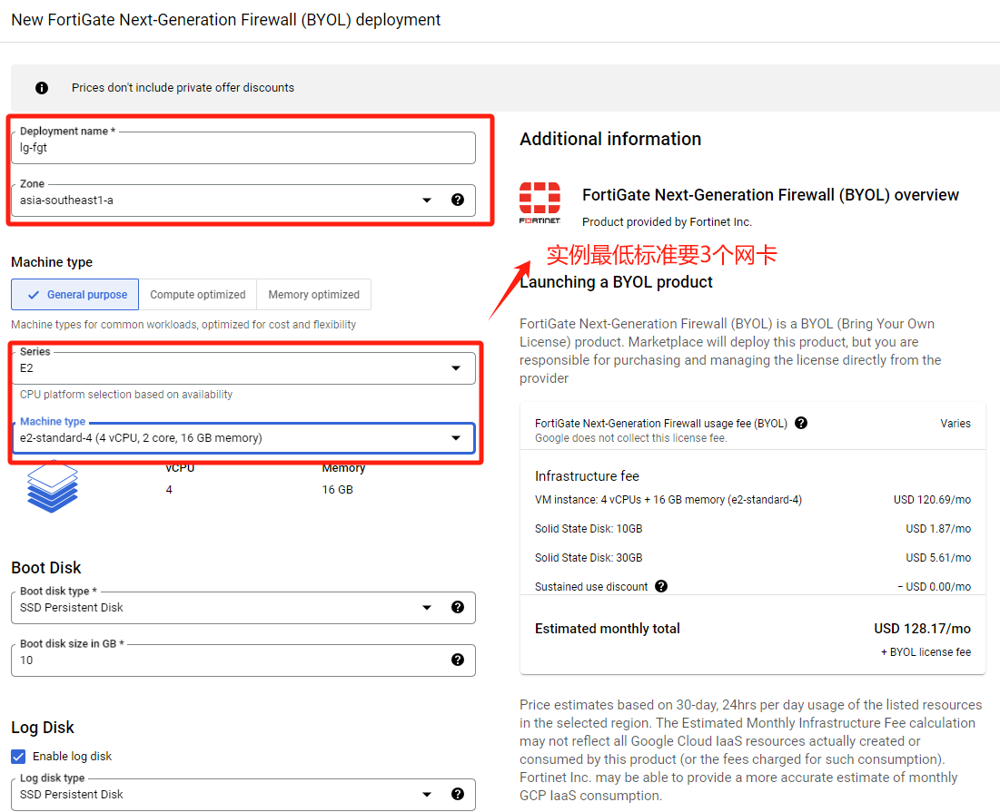 New FortiGate Next-Generation Firewall (BYOL) deployment
Prices don't include private offer discounts
Deployment name *
lg-fgt
Zone
asia-southeast1-a
Machine type
General purpose
Compute optimized
Memory optimized
Machine types for common workloads, optimized for cost and flexibility
Series
E2
CPU platform selection based on availability
Machine type
e2-standard-4 (4 vCPU, 2 core, 16 GB memory)
vCPU
Memory
4
16 GB
Boot Disk
Boot disk type *
SSD Persistent Disk
Boot disk size in GB *
10
Log Disk
Enable log disk
Log disk type
SSD Persistent Disk
Additional information
FORTINET
FortiGate Next-Generation Firewall (BYOL) overview
Product provided by Fortinet Inc.
实例最低标准要3个网卡
Launching a BYOL product
FortiGate Next-Generation Firewall (BYOL) is a BYOL (Bring Your Own
License) product. Marketplace will deploy this product, but you are
responsible for purchasing and managing the license directly from the
provider
FortiGate Next-Generation Firewall usage fee (BYOL)
Varies
Google does not collect this license fee.
Infrastructure fee
VM instance: 4 vCPUs + 16 GB memory (e2-standard-4)
USD 120.69/mo
Solid State Disk: 10GB
USD 1.87/mo
Solid State Disk: 30GB
USD 5.61/mo
Sustained use discount
− USD 0.00/mo
Estimated monthly total
USD 128.17/mo
+ BYOL license fee
Price estimates based on 30-day, 24hrs per day usage of the listed resources
in the selected region. The Estimated Monthly Infrastructure Fee calculation
may not reflect all Google Cloud IaaS resources actually created or
consumed by this product (or the fees charged for such consumption).
Fortinet Inc. may be able to provide a more accurate estimate of monthly
GCP IaaS consumption.